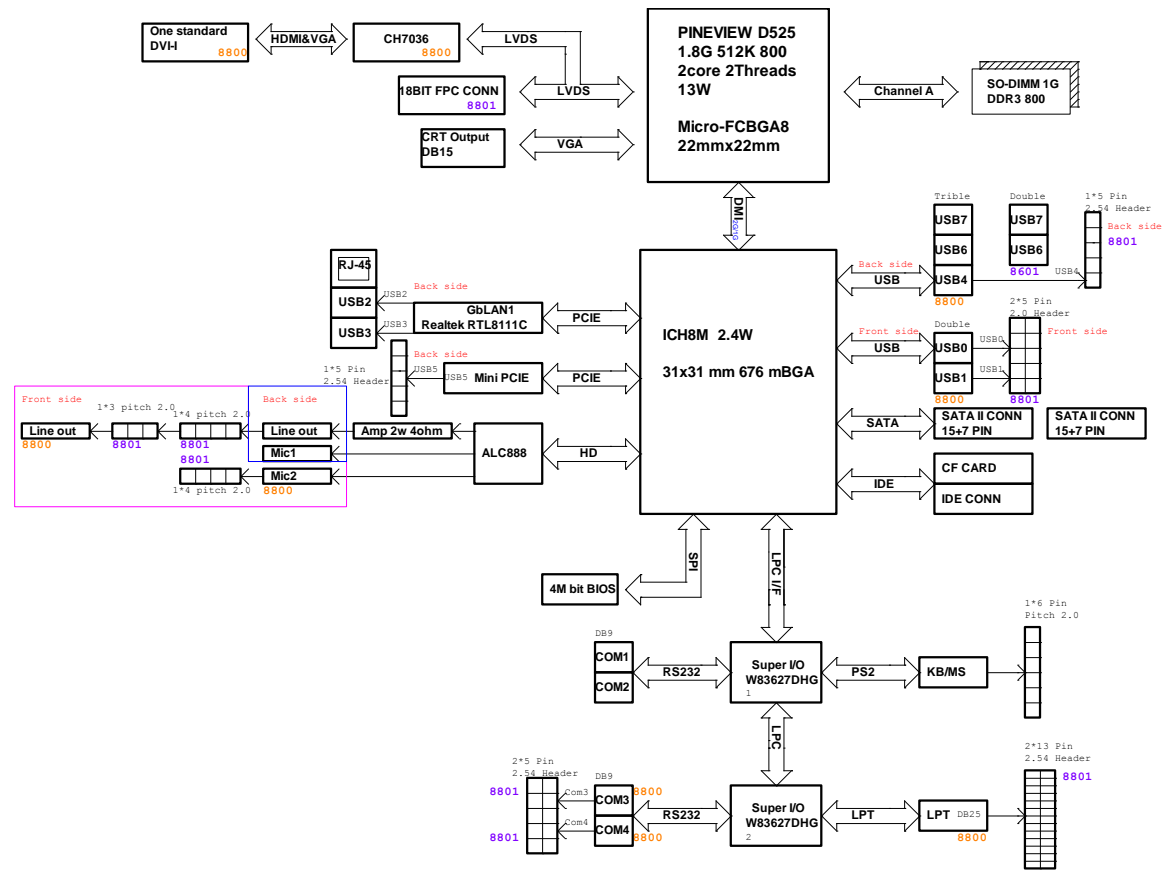 One standard
DVI-I
8800
HDMI&VGA
CH7036
8800
LVDS
18BIT FPC CONN
8801
LVDS
CRT Output
DB15
VGA
PINEVIEW D525
1.8G 512K 800
2core 2Threads
13W
Micro-FCBGA8
22mmx22mm
Channel A
SO-DIMM 1G
DDR3 800
DMI
2G/1G
Trible
USB7
USB6
USB4
8800
Double
USB7
USB6
8601
1*5 Pin
2.54 Header
Back side
8801
USB4
Back side
USB
RJ-45
USB2
USB3
USB2
USB3
Back side
GbLAN1
Realtek RTL8111C
PCIE
ICH8M 2.4W
31x31 mm 676 mBGA
Front side
USB
Double
USB0
USB1
8800
USB0
USB1
2*5 Pin
2.0 Header
Front side
8801
1*5 Pin
2.54 Header
Back side
USB5
USB5
Mini PCIE
PCIE
SATA
SATA II CONN
15+7 PIN
SATA II CONN
15+7 PIN
Front side
1*3 pitch 2.0
1*4 pitch 2.0
Back side
Line out
8800
8801
8801
8801
Line out
Mic1
Mic2
8800
1*4 pitch 2.0
Amp 2w 4ohm
ALC888
HD
IDE
CF CARD
IDE CONN
SPI
4M bit BIOS
LPC I/F
DB9
COM1
COM2
RS232
Super I/O
W83627DHG
1
PS2
KB/MS
1*6 Pin
Pitch 2.0
LPC
2*5 Pin
2.54 Header
8801
8801
Com3
Com4
DB9
COM3
COM4
8800
8800
RS232
Super I/O
W83627DHG
2
LPT
LPT DB25
8800
2*13 Pin
2.54 Header
8801